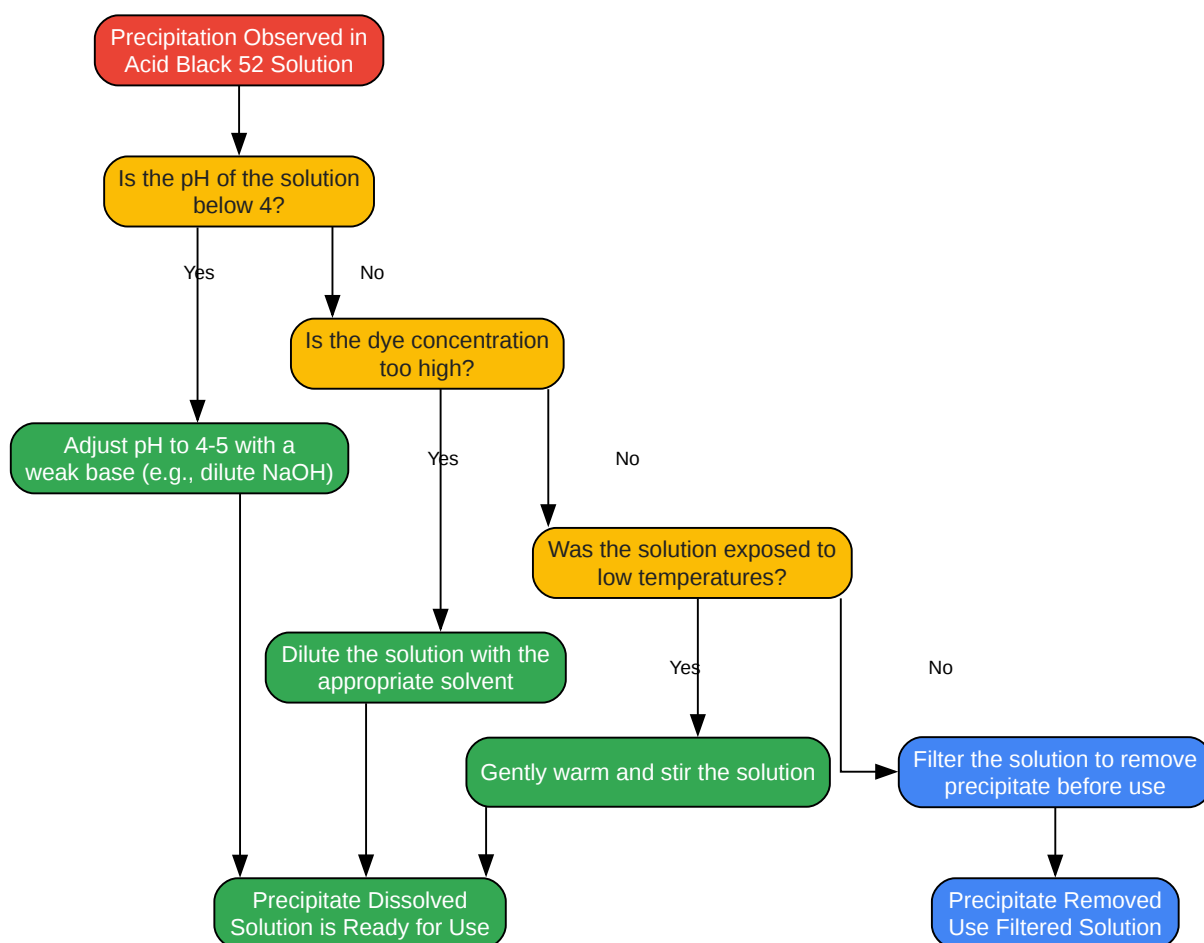 Precipitation Observed in
Acid Black 52 Solution
Is the pH of the solution
below 4?
Yes
No
Is the dye concentration
too high?
Adjust pH to 4-5 with a
weak base (e.g., dilute NaOH)
Yes
No
Was the solution exposed to
low temperatures?
Dilute the solution with the
appropriate solvent
Yes
No
Gently warm and stir the solution
Filter the solution to remove
precipitate before use
Precipitate Dissolved
Solution is Ready for Use
Precipitate Removed
Use Filtered Solution